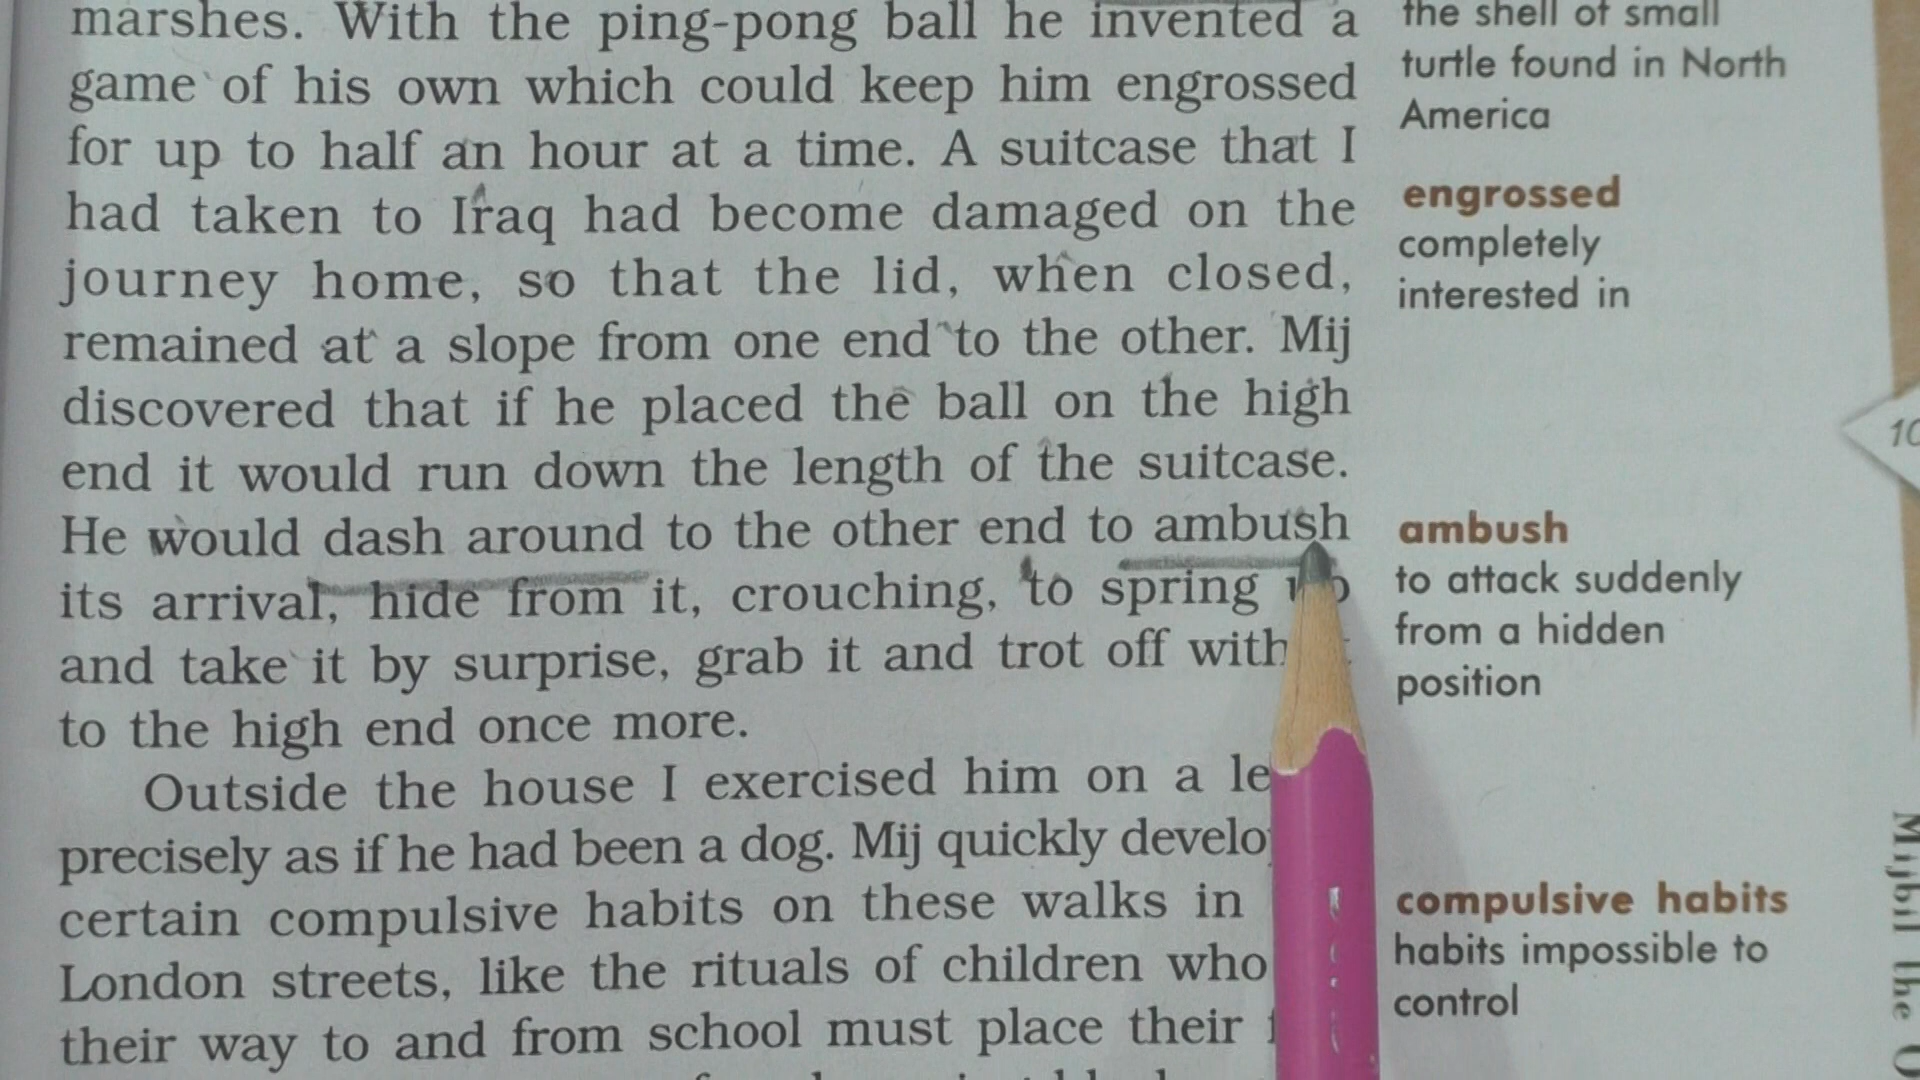 marshes. With the ping-pong ball he invented a
game of his own which could keep him engrossed
for up to half an hour at a time. A suitcase that I
had taken to Iraq had become damaged on the
journey home, so that the lid, when closed,
remained at a slope from one end to the other. Mij
discovered that if he placed the ball on the high
end it would run down the length of the suitcase.
He would dash around to the other end to ambush
its arrival, hide from it, crouching, to spring
and take it by surprise, grab it and trot off with
to the high end once more.
Outside the house I exercised him on a
precisely as if he had been a dog. Mij quickly
certain compulsive habits on these walks in
London streets, like the rituals of children who
their way to and from school must place their
the shell of small
turtle found in North
America
engrossed
completely
interested in
ambush
to attack suddenly
from a hidden
position
compulsive habits
habits impossible to
control
10
Mijbil the